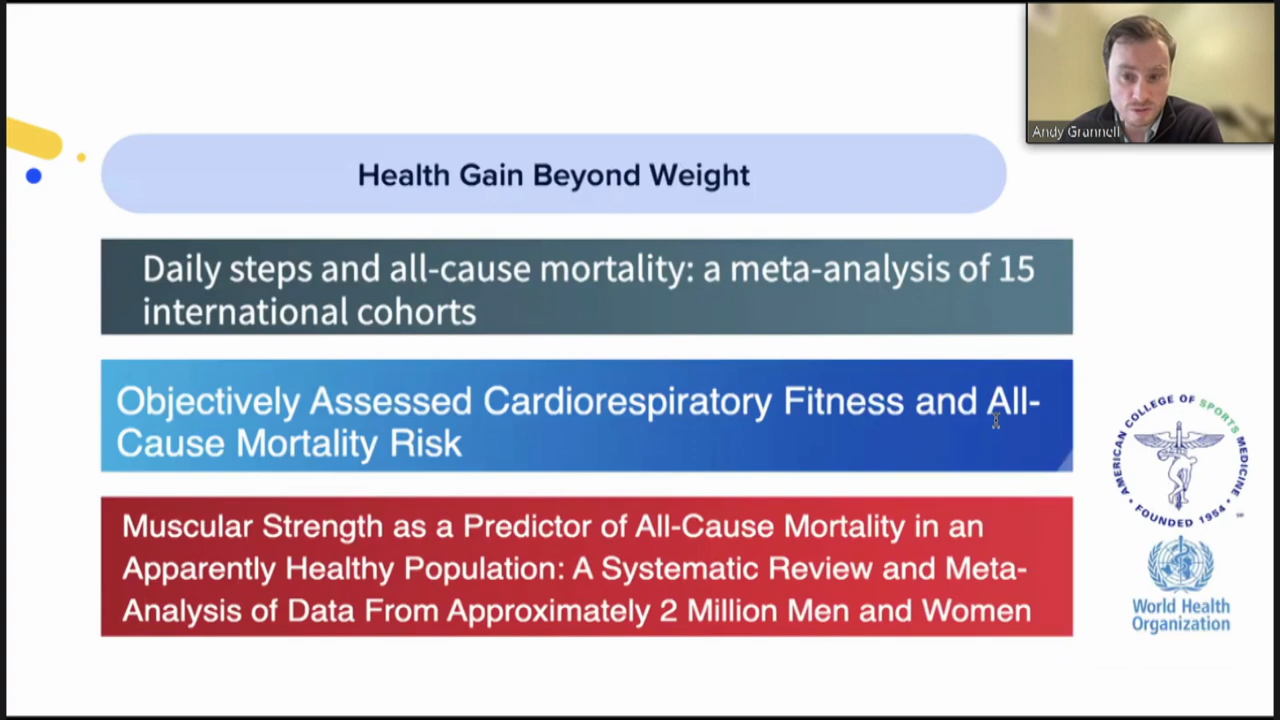 Andy Grannell
Health Gain Beyond Weight
Daily steps and all-cause mortality: a meta-analysis of 15
international cohorts
Objectively Assessed Cardiorespiratory Fitness and All-
Cause Mortality Risk
Muscular Strength as a Predictor of All-Cause Mortality in an
Apparently Healthy Population: A Systematic Review and Meta-
Analysis of Data From Approximately 2 Million Men and Women
AMERICAN COLLEGE OF SPORTS MEDICINE
• FOUNDED 1954 •
World Health
Organization